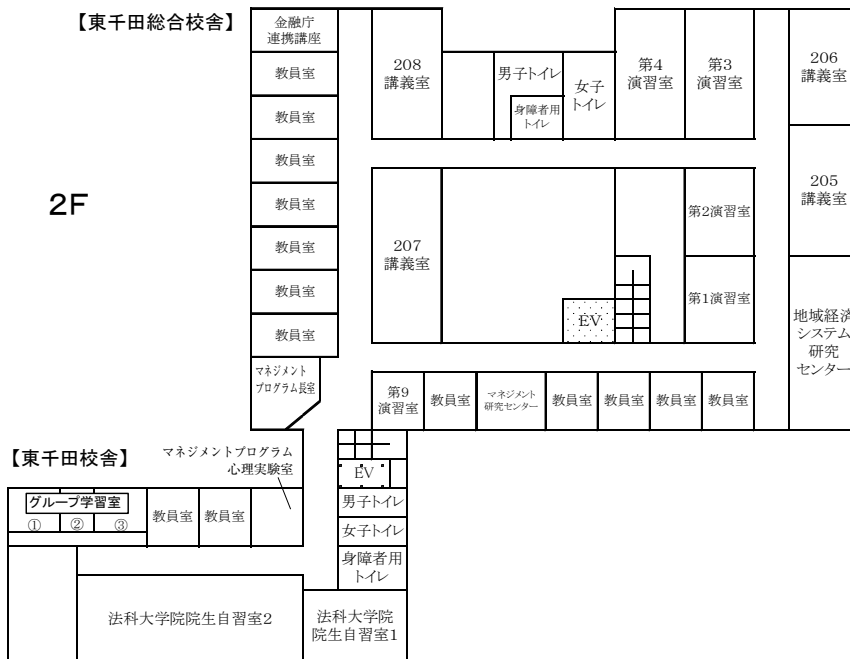 【東千田総合校舎】
2F
金融庁
連携講座
教員室
教員室
教員室
教員室
教員室
教員室
教員室
マネジメント
プログラム長室
208
講義室
男子トイレ
身障者用
トイレ
女子
トイレ
第4
演習室
第3
演習室
206
講義室
205
講義室
207
講義室
第2演習室
第1演習室
EV
地域経済
システム
研究
センター
第9
演習室
教員室
マネジメント
研究センター
教員室
教員室
教員室
教員室
【東千田校舎】
マネジメントプログラム
心理実験室
EV
グループ学習室
①
②
③
教員室
教員室
男子トイレ
女子トイレ
身障者用
トイレ
法科大学院院生自習室2
法科大学院
院生自習室1